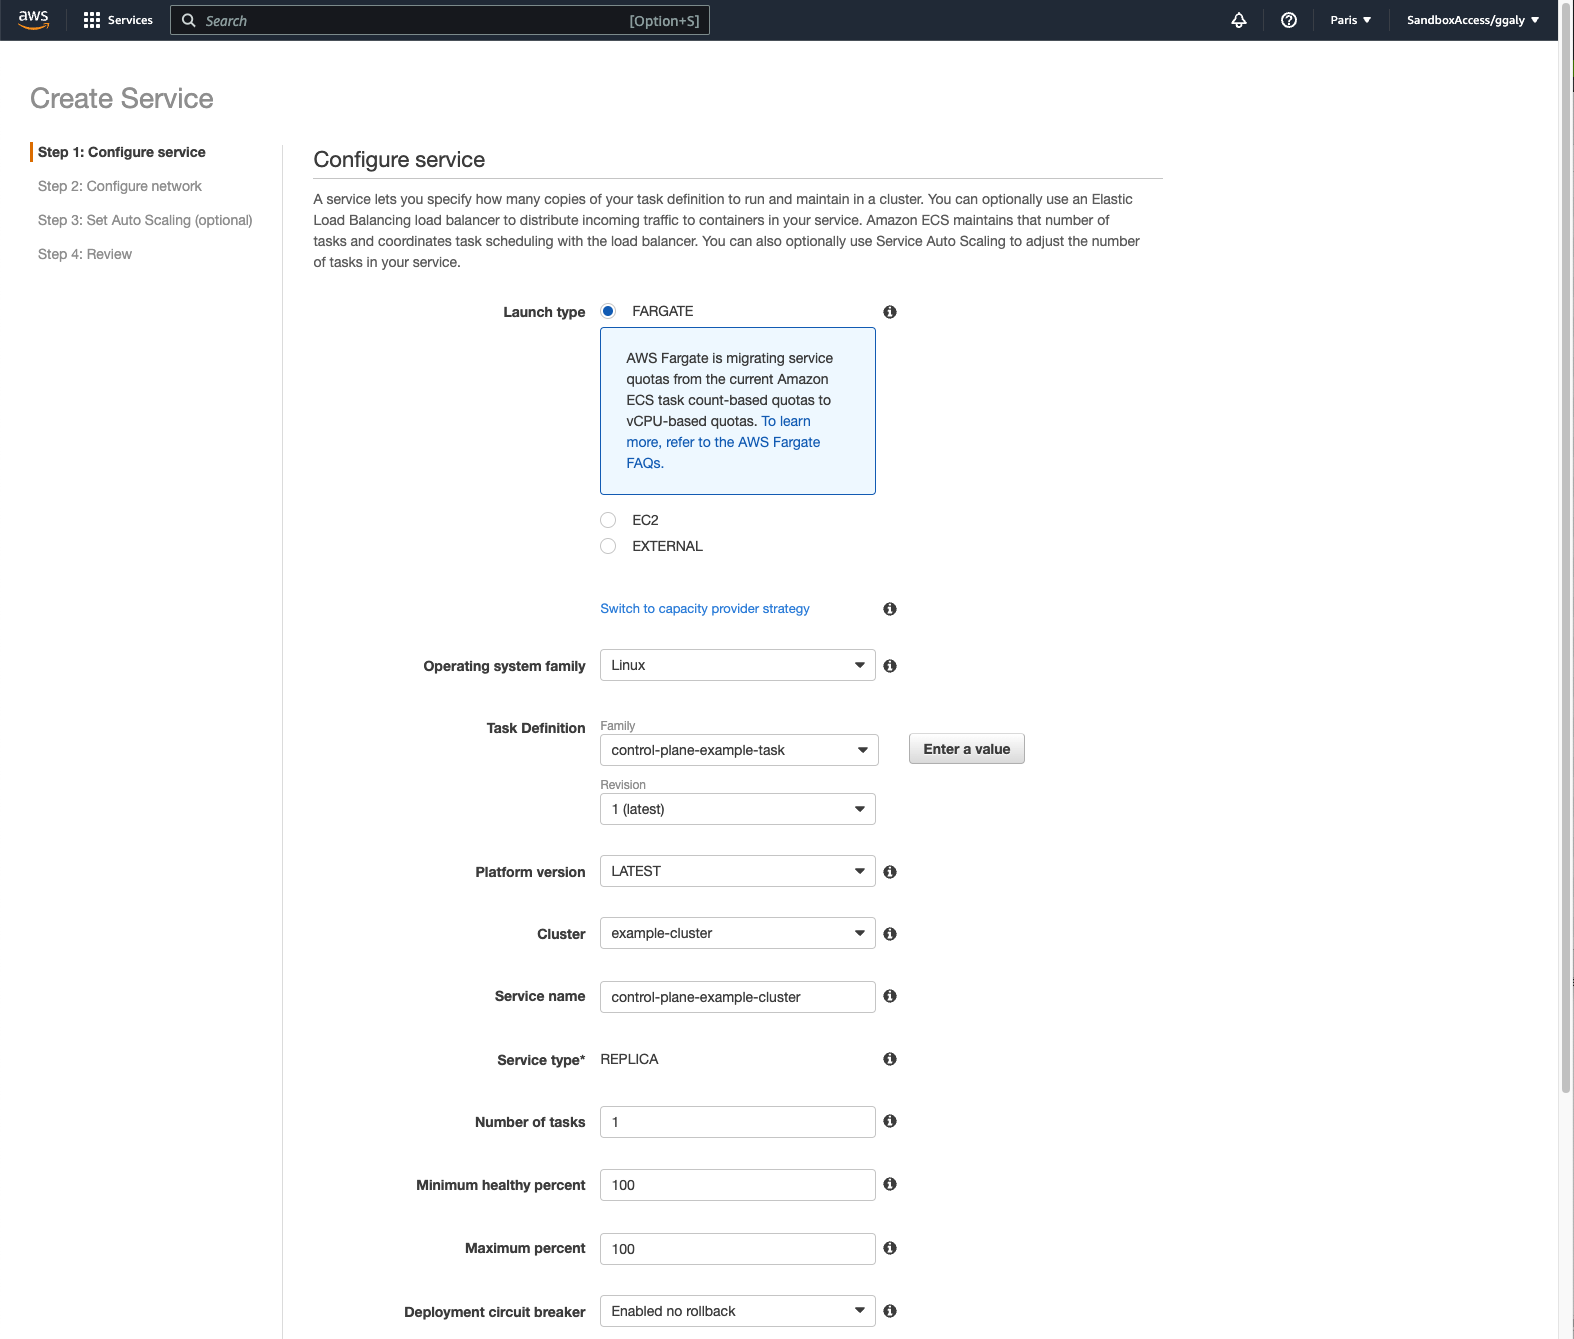 aws
Services
Search
[Option+S]
Paris ▼
SandboxAccess/ggaly ▼
Create Service
Step 1: Configure service
Step 2: Configure network
Step 3: Set Auto Scaling (optional)
Step 4: Review
Configure service
A service lets you specify how many copies of your task definition to run and maintain in a cluster. You can optionally use an Elastic
Load Balancing load balancer to distribute incoming traffic to containers in your service. Amazon ECS maintains that number of
tasks and coordinates task scheduling with the load balancer. You can also optionally use Service Auto Scaling to adjust the number
of tasks in your service.
Launch type
FARGATE
AWS Fargate is migrating service
quotas from the current Amazon
ECS task count-based quotas to
vCPU-based quotas. To learn
more, refer to the AWS Fargate
FAQs.
EC2
EXTERNAL
Switch to capacity provider strategy
Operating system family
Linux
Task Definition
Family
control-plane-example-task
Enter a value
Revision
1 (latest)
Platform version
LATEST
Cluster
example-cluster
Service name
control-plane-example-cluster
Service type*
REPLICA
Number of tasks
1
Minimum healthy percent
100
Maximum percent
100
Deployment circuit breaker
Enabled no rollback